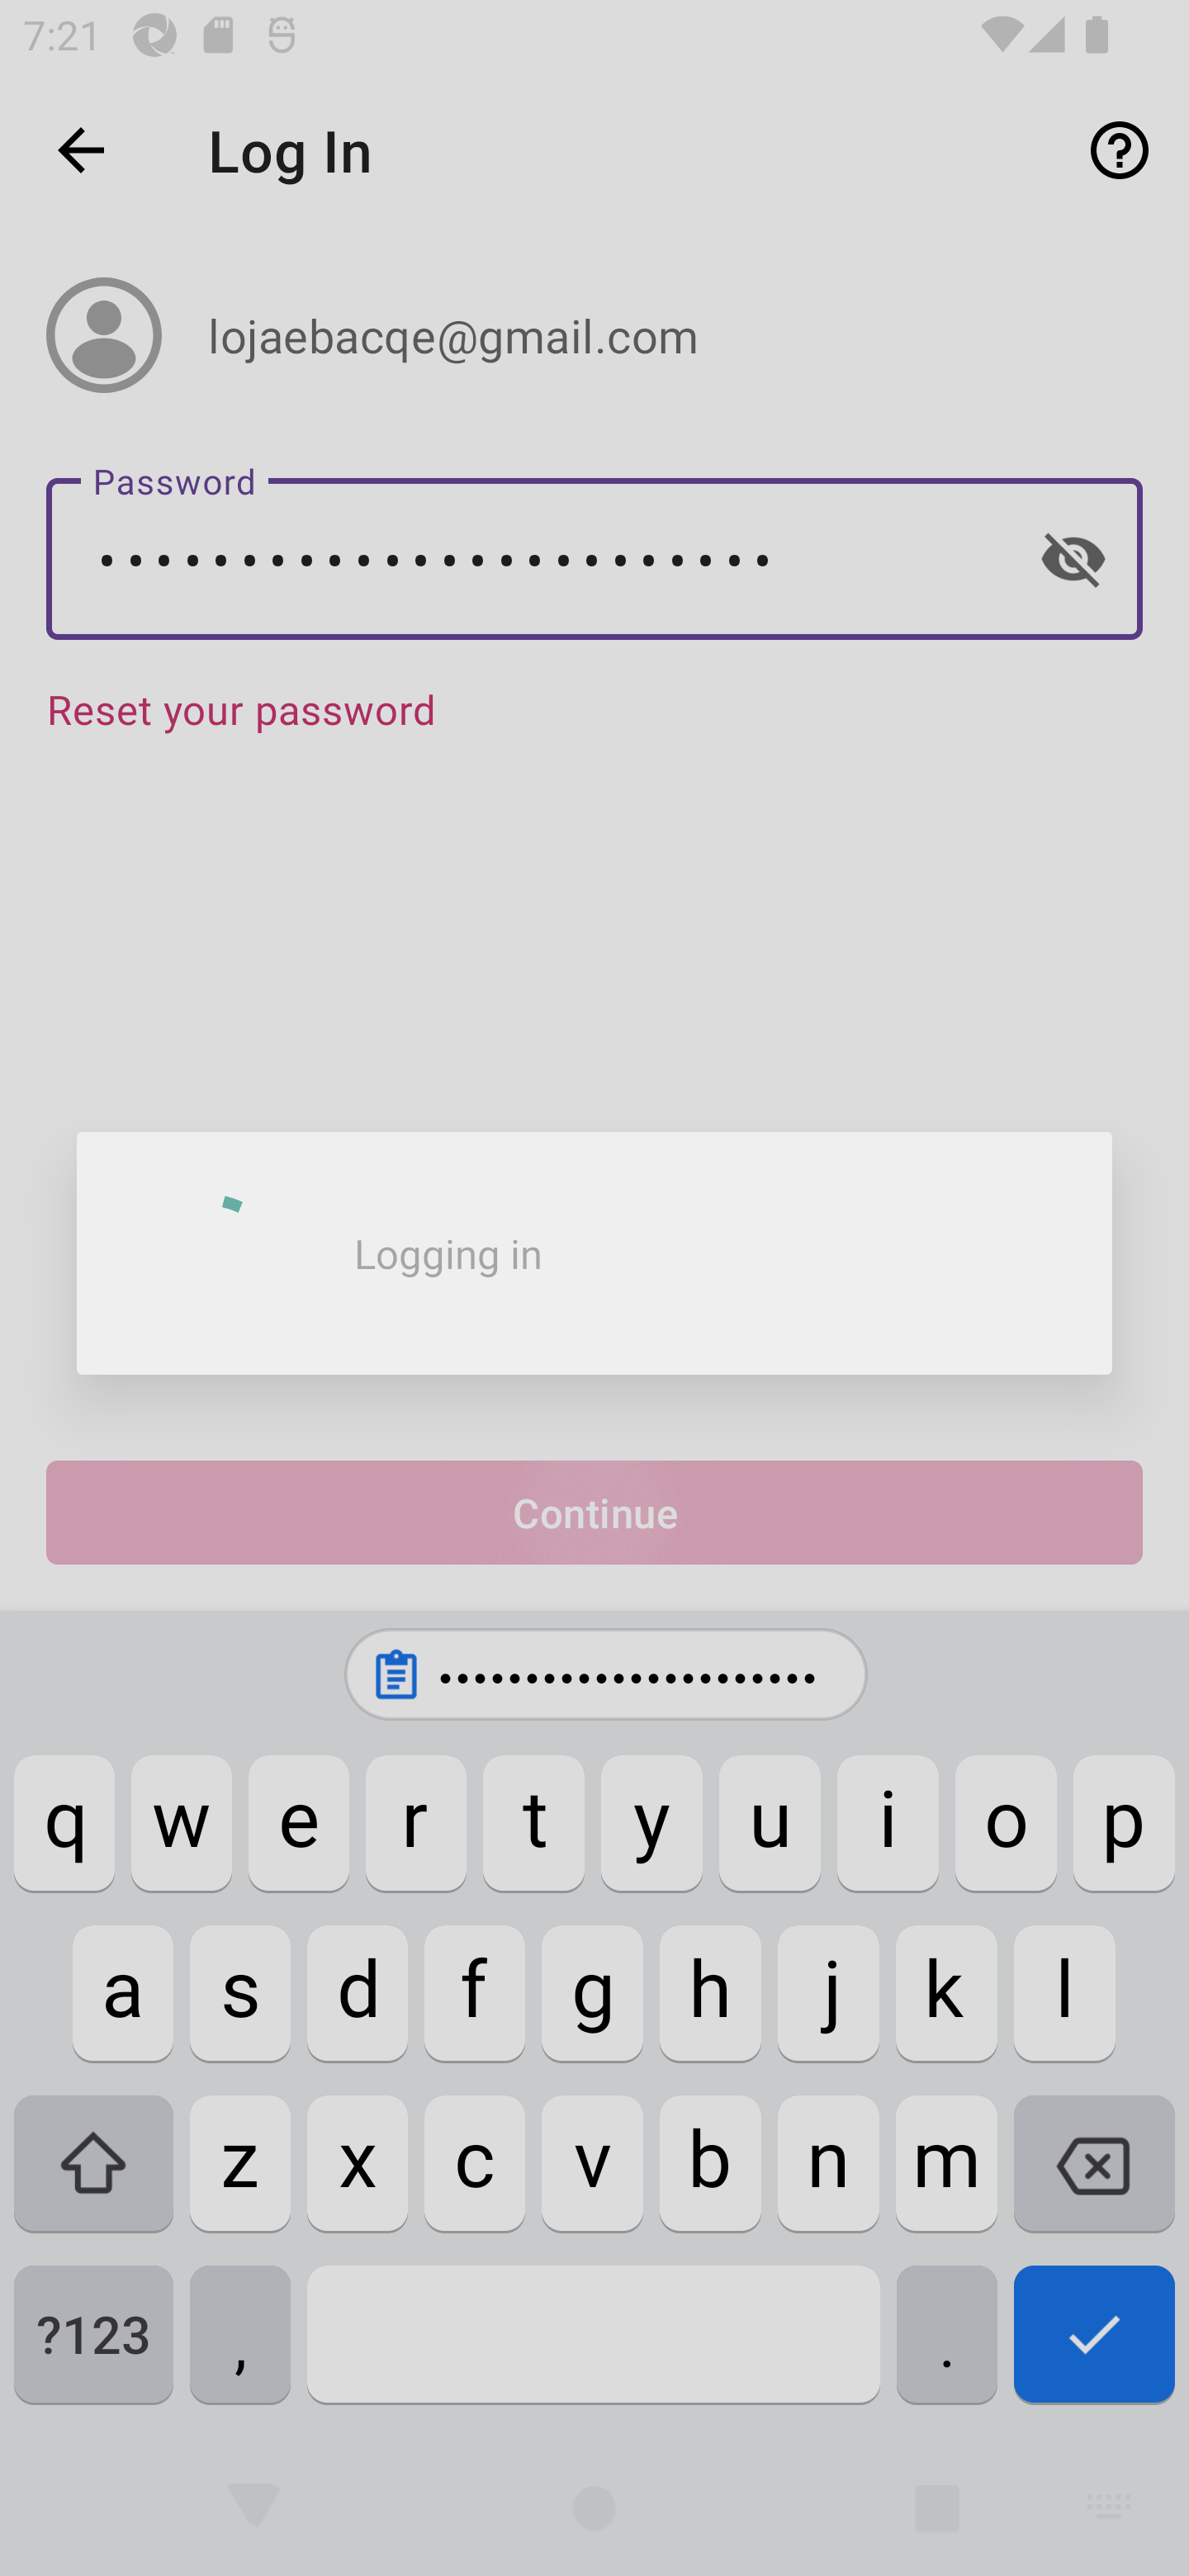 7:21
Log In
lojaebacqe@gmail.com
Password
••••••••••••••••••••••••
Reset your password
Logging in
Continue
••••••••••••••••••••••
q w e r t y u i o p
a s d f g h j k l
z x c v b n m
?123 , .